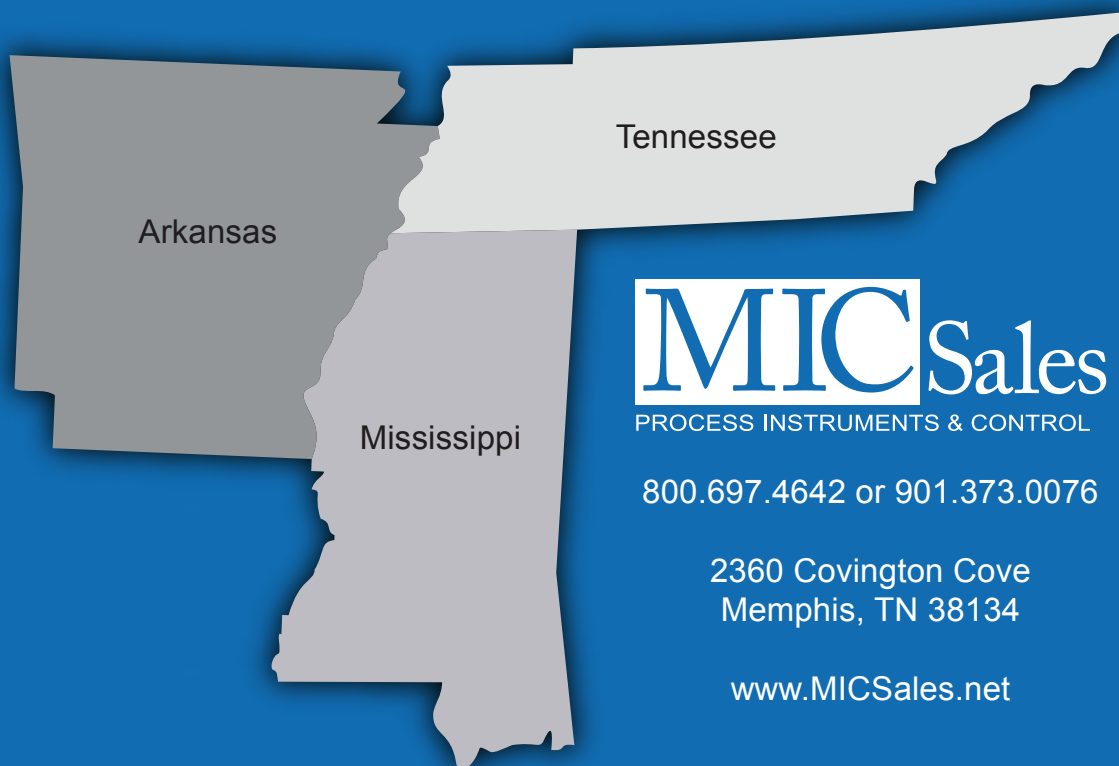 Tennessee
Arkansas
Mississippi
MIC Sales
PROCESS INSTRUMENTS & CONTROL
800.697.4642 or 901.373.0076
2360 Covington Cove
Memphis, TN 38134
www.MICSales.net